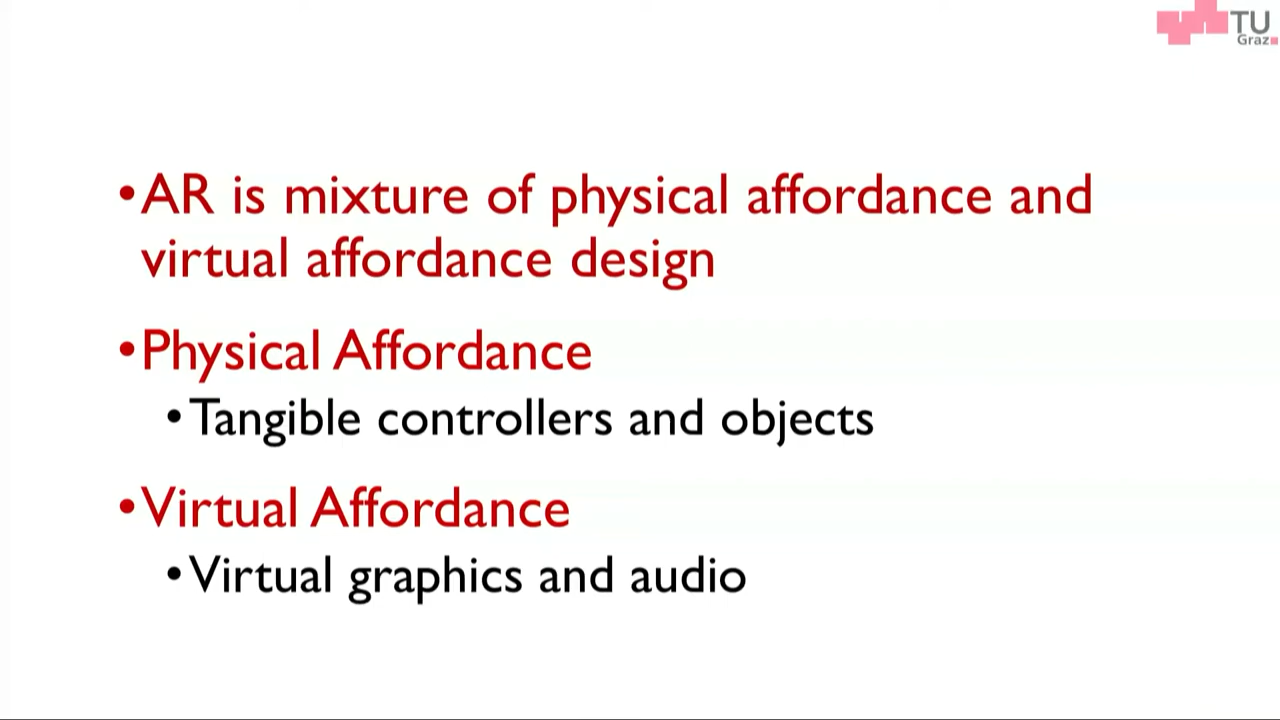 TU
Graz
•AR is mixture of physical affordance and
virtual affordance design
•Physical Affordance
•Tangible controllers and objects
•Virtual Affordance
•Virtual graphics and audio